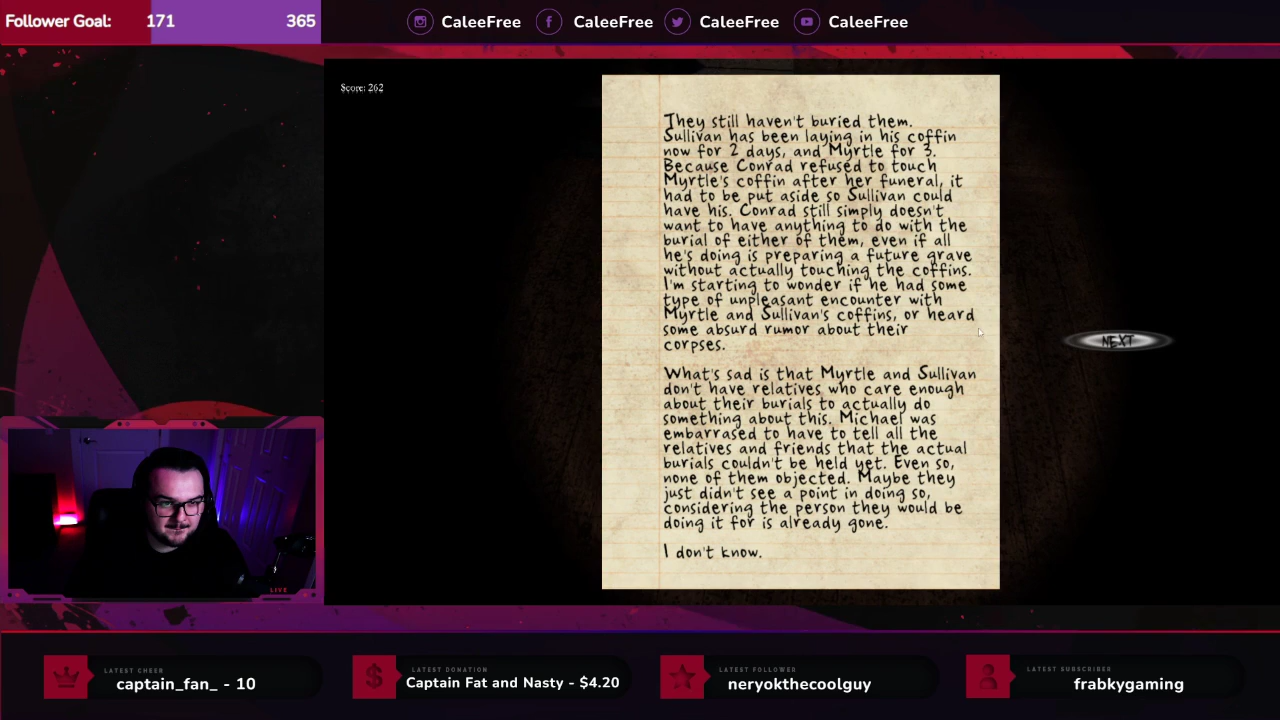 Follower Goal: 171 365
CaleeFree CaleeFree CaleeFree CaleeFree
Score: 262
They still haven't buried them.
Sullivan has been laying in his coffin
now for 2 days, and Myrtle for 3.
Because Conrad refused to touch
Myrtle's coffin after her funeral, it
had to be put aside so Sullivan could
have his. Conrad still simply doesn't
want to have anything to do with the
burial of either of them, even if all
he's doing is preparing a future grave
without actually touching the coffins.
I'm starting to wonder if he had some
type of unpleasant encounter with
Myrtle and Sullivan's coffins, or heard
some absurd rumor about their
corpses.
What's sad is that Myrtle and Sullivan
don't have relatives who care enough
about their burials to actually do
something about this. Michael was
embarrased to have to tell all the
relatives and friends that the actual
burials couldn't be held yet. Even so,
none of them objected. Maybe they
just didn't see a point in doing so,
considering the person they would be
doing it for is already gone.
I don't know.
NEXT
LIVE
LATEST CHEER
captain_fan_ - 10
LATEST DONATION
Captain Fat and Nasty - $4.20
LATEST FOLLOWER
neryokthecoolguy
LATEST SUBSCRIBER
frabkygaming